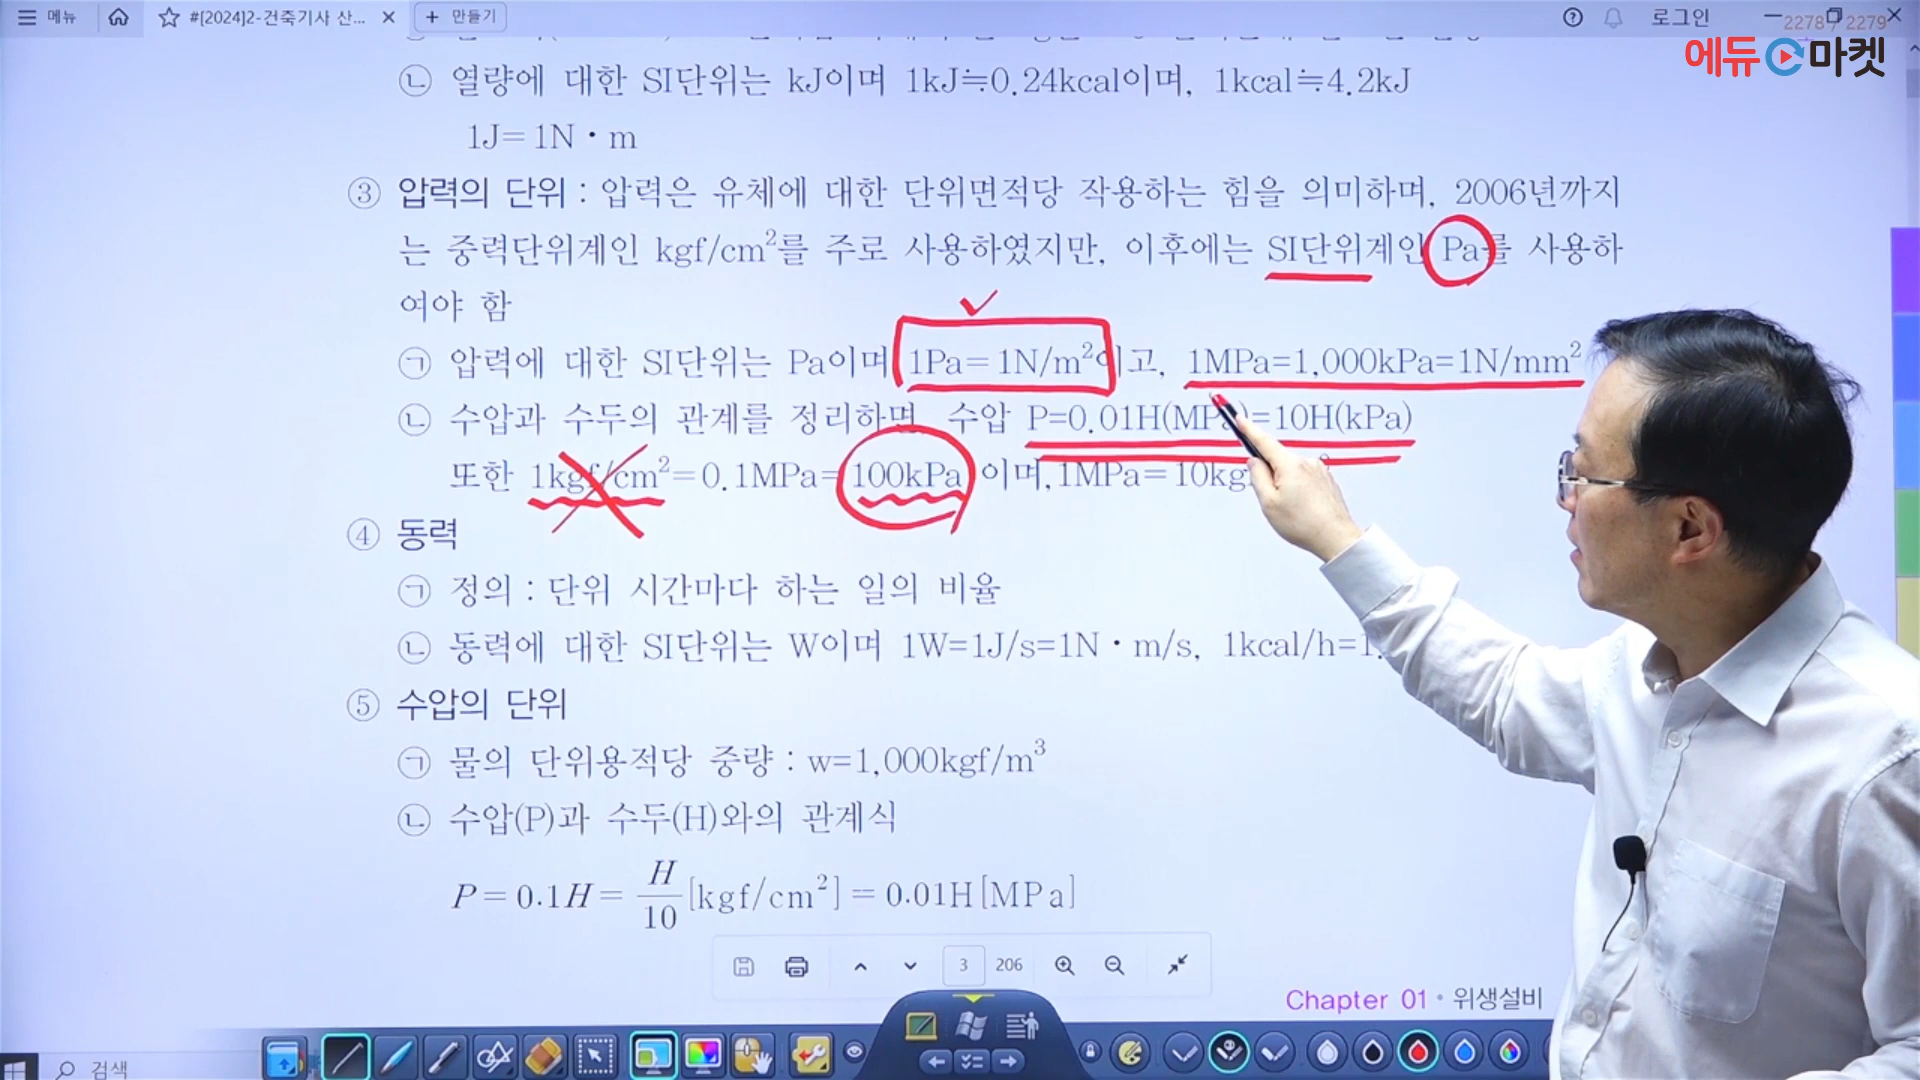 메뉴 #[2024]2-건축기사 산... 만들기 로그인 2278 / 2279
에듀마켓
㉡ 열량에 대한 SI단위는 kJ이며 1kJ≒0.24kcal이며, 1kcal≒4.2kJ
1J=1N·m
③ 압력의 단위 : 압력은 유체에 대한 단위면적당 작용하는 힘을 의미하며, 2006년까지
는 중력단위계인 kgf/cm²를 주로 사용하였지만, 이후에는 SI단위계인 Pa를 사용하
여야 함
㉠ 압력에 대한 SI단위는 Pa이며 1Pa=1N/m²이고, 1MPa=1,000kPa=1N/mm²
㉡ 수압과 수두의 관계를 정리하면, 수압 P=0.01H(MPa)=10H(kPa)
또한 1kgf/cm²=0.1MPa=100kPa이며, 1MPa=10kg
④ 동력
㉠ 정의 : 단위 시간마다 하는 일의 비율
㉡ 동력에 대한 SI단위는 W이며 1W=1J/s=1N·m/s, 1kcal/h=1.
⑤ 수압의 단위
㉠ 물의 단위용적당 중량 : w=1,000kgf/m³
㉡ 수압(P)과 수두(H)와의 관계식
P=0.1H=H/10[kgf/cm²]=0.01H[MPa]
3 206
Chapter 01 · 위생설비
검색